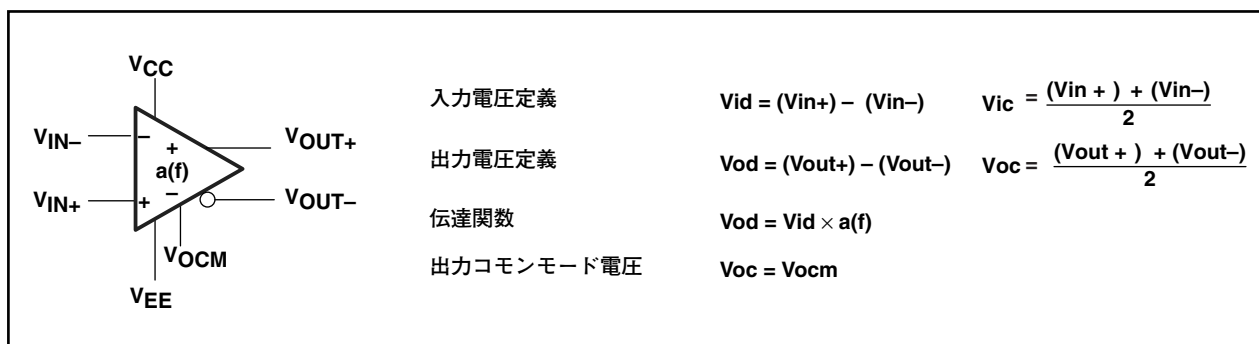 VCC
VIN–
–
+
a(f)
–
VOUT+
VIN+
+
VOUT–
VOCM
VEE
入力電圧定義 Vid = (Vin+) – (Vin–) Vic = (Vin + ) + (Vin–)
2
出力電圧定義 Vod = (Vout+) – (Vout–) Voc = (Vout + ) + (Vout–)
2
伝達関数 Vod = Vid × a(f)
出力コモンモード電圧 Voc = Vocm